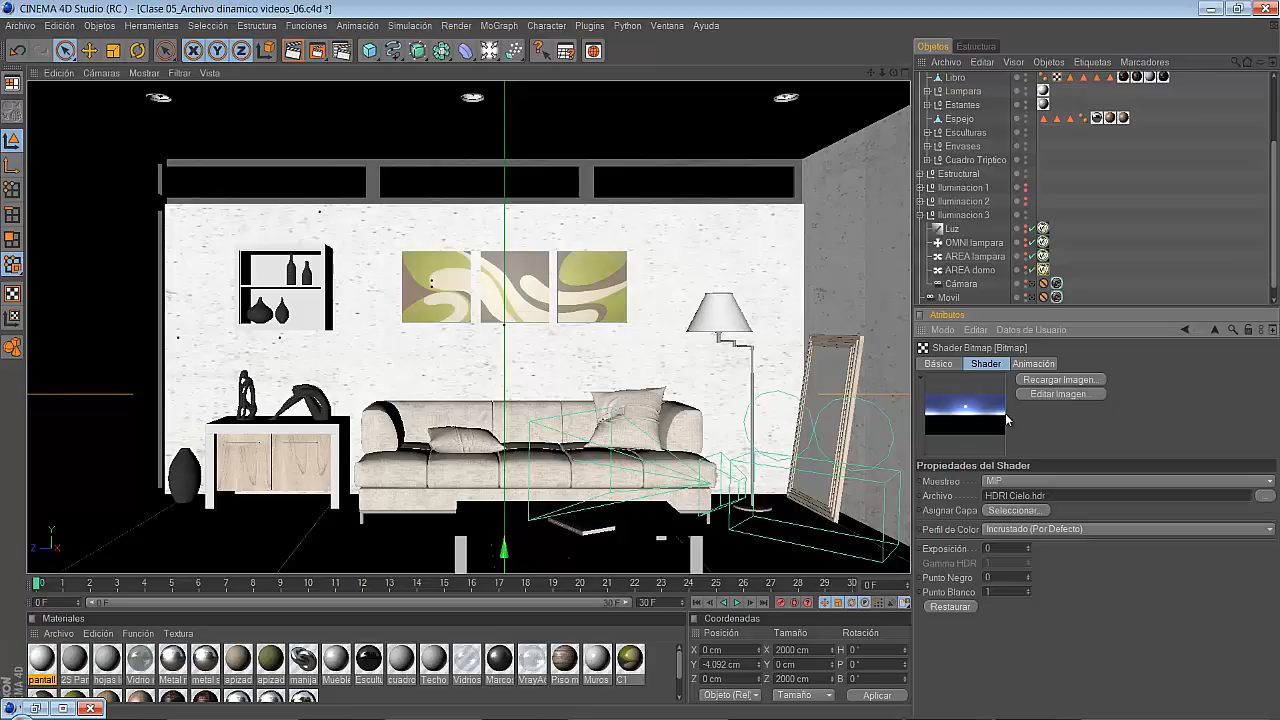 CINEMA 4D Studio (RC ) - [Clase 05_Archivo dinamico videos_06.c4d *]
Archivo Edición Objetos Herramientas Selección Estructura Funciones Animación Simulación Render MoGraph Character Plugins Python Ventana Ayuda
Edición Cámaras Mostrar Filtrar Vista
Objetos Estructura
Archivo Editar Visor Objetos Etiquetas Marcadores
Libro
Lampara
Estantes
Espejo
Esculturas
Envases
Cuadro Triptico
Estructural
Iluminacion 1
Iluminacion 2
Iluminacion 3
Luz
OMNI lampara
AREA lampara
AREA domo
Cámara
Movil
Atributos
Modo Editar Datos de Usuario
Shader Bitmap [Bitmap]
Básico Shader Animación
Recargar Imagen...
Editar Imagen...
Propiedades del Shader
Muestreo MIP
Archivo HDRI Cielo.hdr ...
Asignar Capa Seleccionar...
Perfil de Color Incrustado (Por Defecto)
Exposición 0
Gamma HDR 1
Punto Negro 0
Punto Blanco 1
Restaurar
Y
Z X
0 1 2 3 4 5 6 7 8 9 10 11 12 13 14 15 16 17 18 19 20 21 22 23 24 25 26 27 28 29 30 0 F
0 F 0 F 30 F 30 F
Materiales
Archivo Edición Función Textura
pantall 2S Par hojas l Vidrio Metal r metal s apizad apizad manija Mueble Escult cuadro Techo Vidrios Marcos VrayAc Piso m Muros C1
Coordenadas
Posición Tamaño Rotación
X 0 cm X 2000 cm H 0 °
Y -4.092 cm Y 0 cm P 0 °
Z 0 cm Z 2000 cm B 0 °
Objeto (Rel) Tamaño Aplicar